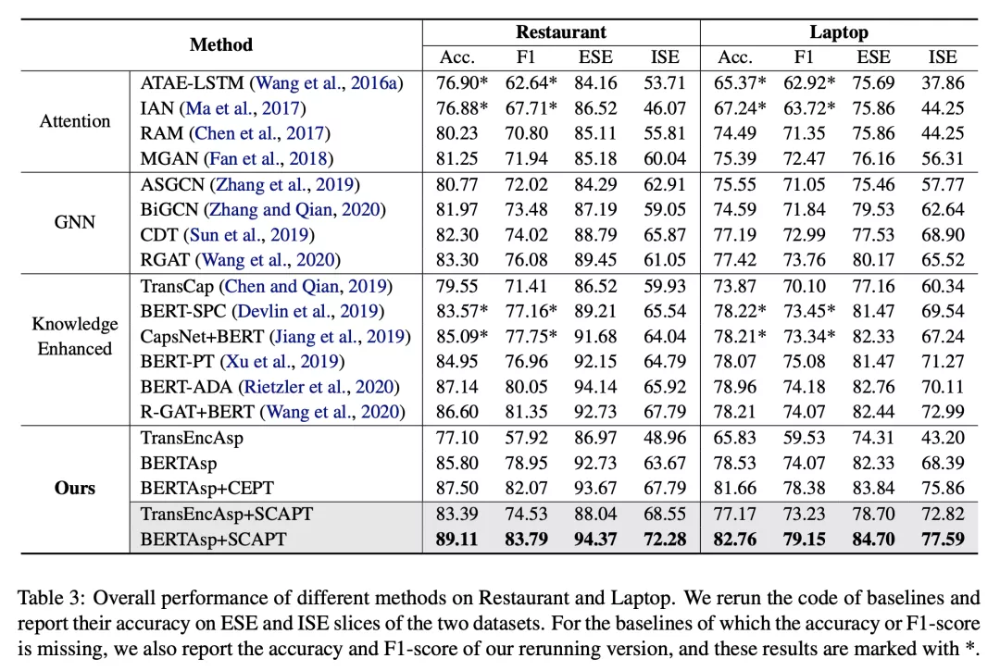 Method Restaurant Laptop
Acc. F1 ESE ISE Acc. F1 ESE ISE
Attention
ATAE-LSTM (Wang et al., 2016a) 76.90* 62.64* 84.16 53.71 65.37* 62.92* 75.69 37.86
IAN (Ma et al., 2017) 76.88* 67.71* 86.52 46.07 67.24* 63.72* 75.86 44.25
RAM (Chen et al., 2017) 80.23 70.80 85.11 55.81 74.49 71.35 75.86 44.25
MGAN (Fan et al., 2018) 81.25 71.94 85.18 60.04 75.39 72.47 76.16 56.31
GNN
ASGCN (Zhang et al., 2019) 80.77 72.02 84.29 62.91 75.55 71.05 75.46 57.77
BiGCN (Zhang and Qian, 2020) 81.97 73.48 87.19 59.05 74.59 71.84 79.53 62.64
CDT (Sun et al., 2019) 82.30 74.02 88.79 65.87 77.19 72.99 77.53 68.90
RGAT (Wang et al., 2020) 83.30 76.08 89.45 61.05 77.42 73.76 80.17 65.52
Knowledge
Enhanced
TransCap (Chen and Qian, 2019) 79.55 71.41 86.52 59.93 73.87 70.10 77.16 60.34
BERT-SPC (Devlin et al., 2019) 83.57* 77.16* 89.21 65.54 78.22* 73.45* 81.47 69.54
CapsNet+BERT (Jiang et al., 2019) 85.09* 77.75* 91.68 64.04 78.21* 73.34* 82.33 67.24
BERT-PT (Xu et al., 2019) 84.95 76.96 92.15 64.79 78.07 75.08 81.47 71.27
BERT-ADA (Rietzler et al., 2020) 87.14 80.05 94.14 65.92 78.96 74.18 82.76 70.11
R-GAT+BERT (Wang et al., 2020) 86.60 81.35 92.73 67.79 78.21 74.07 82.44 72.99
Ours
TransEncAsp 77.10 57.92 86.97 48.96 65.83 59.53 74.31 43.20
BERTAsp 85.80 78.95 92.73 63.67 78.53 74.07 82.33 68.39
BERTAsp+CEPT 87.50 82.07 93.67 67.79 81.66 78.38 83.84 75.86
TransEncAsp+SCAPT 83.39 74.53 88.04 68.55 77.17 73.23 78.70 72.82
BERTAsp+SCAPT 89.11 83.79 94.37 72.28 82.76 79.15 84.70 77.59
Table 3: Overall performance of different methods on Restaurant and Laptop. We rerun the code of baselines and
report their accuracy on ESE and ISE slices of the two datasets. For the baselines of which the accuracy or F1-score
is missing, we also report the accuracy and F1-score of our rerunning version, and these results are marked with *.